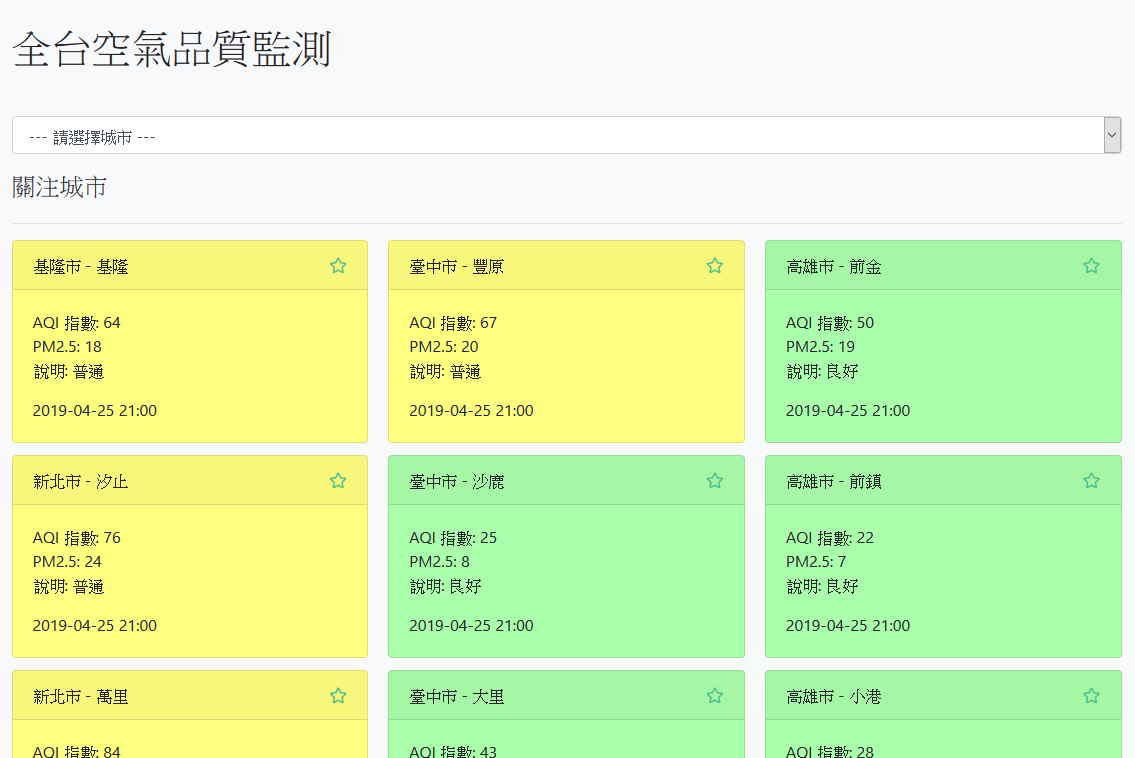 全台空氣品質監測
--- 請選擇城市 ---
關注城市
基隆市 - 基隆
AQI 指數: 64
PM2.5: 18
說明: 普通
2019-04-25 21:00
臺中市 - 豐原
AQI 指數: 67
PM2.5: 20
說明: 普通
2019-04-25 21:00
高雄市 - 前金
AQI 指數: 50
PM2.5: 19
說明: 良好
2019-04-25 21:00
新北市 - 汐止
AQI 指數: 76
PM2.5: 24
說明: 普通
2019-04-25 21:00
臺中市 - 沙鹿
AQI 指數: 25
PM2.5: 8
說明: 良好
2019-04-25 21:00
高雄市 - 前鎮
AQI 指數: 22
PM2.5: 7
說明: 良好
2019-04-25 21:00
新北市 - 萬里
AQI 指數: 84
臺中市 - 大里
AQI 指數: 43
高雄市 - 小港
AQI 指數: 28